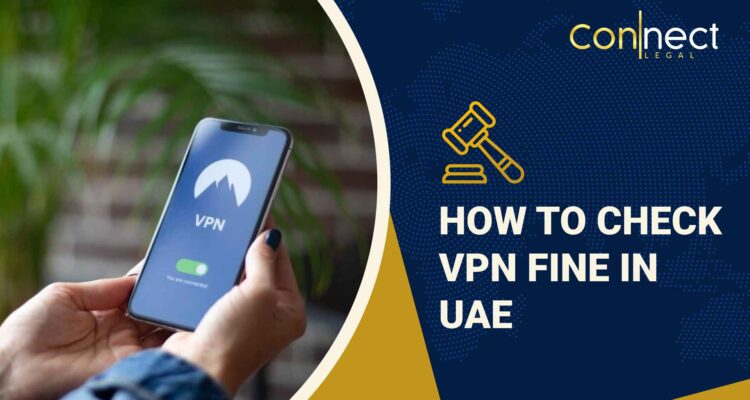 Connect
LEGAL
VPN
You are connected!
HOW TO CHECK
VPN FINE IN
UAE